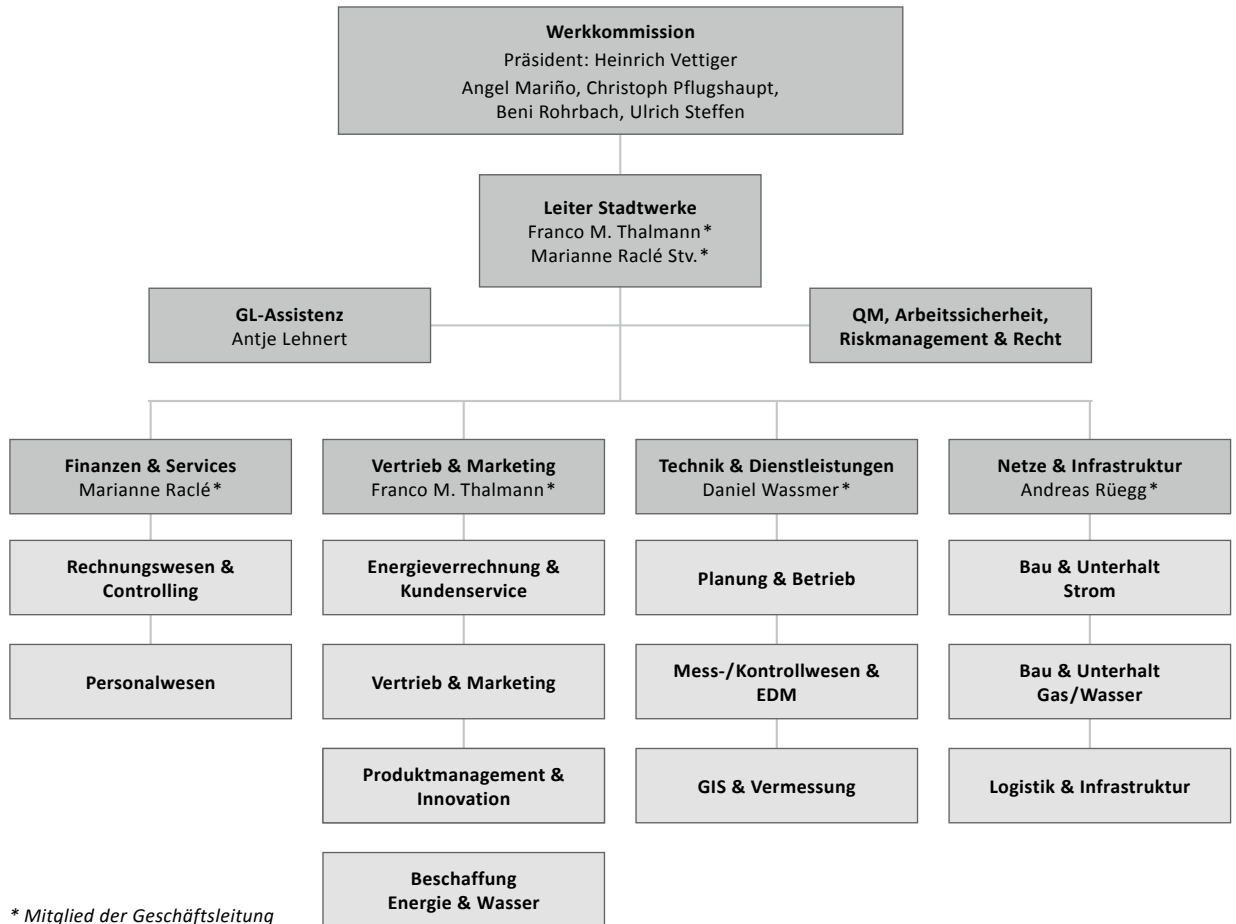 Werkkommission
Präsident: Heinrich Vettiger
Angel Mariño, Christoph Pflugshaupt,
Beni Rohrbach, Ulrich Steffen
Leiter Stadtwerke
Franco M. Thalmann*
Marianne Raclé Stv.*
GL-Assistenz
Antje Lehnert
QM, Arbeitssicherheit,
Riskmanagement & Recht
Finanzen & Services
Marianne Raclé*
Vertrieb & Marketing
Franco M. Thalmann*
Technik & Dienstleistungen
Daniel Wassmer*
Netze & Infrastruktur
Andreas Rüegg*
Rechnungswesen &
Controlling
Energieverrechnung &
Kundenservice
Planung & Betrieb
Bau & Unterhalt
Strom
Personalwesen
Vertrieb & Marketing
Mess-/Kontrollwesen &
EDM
Bau & Unterhalt
Gas/Wasser
Produktmanagement &
Innovation
GIS & Vermessung
Logistik & Infrastruktur
Beschaffung
Energie & Wasser
* Mitglied der Geschäftsleitung